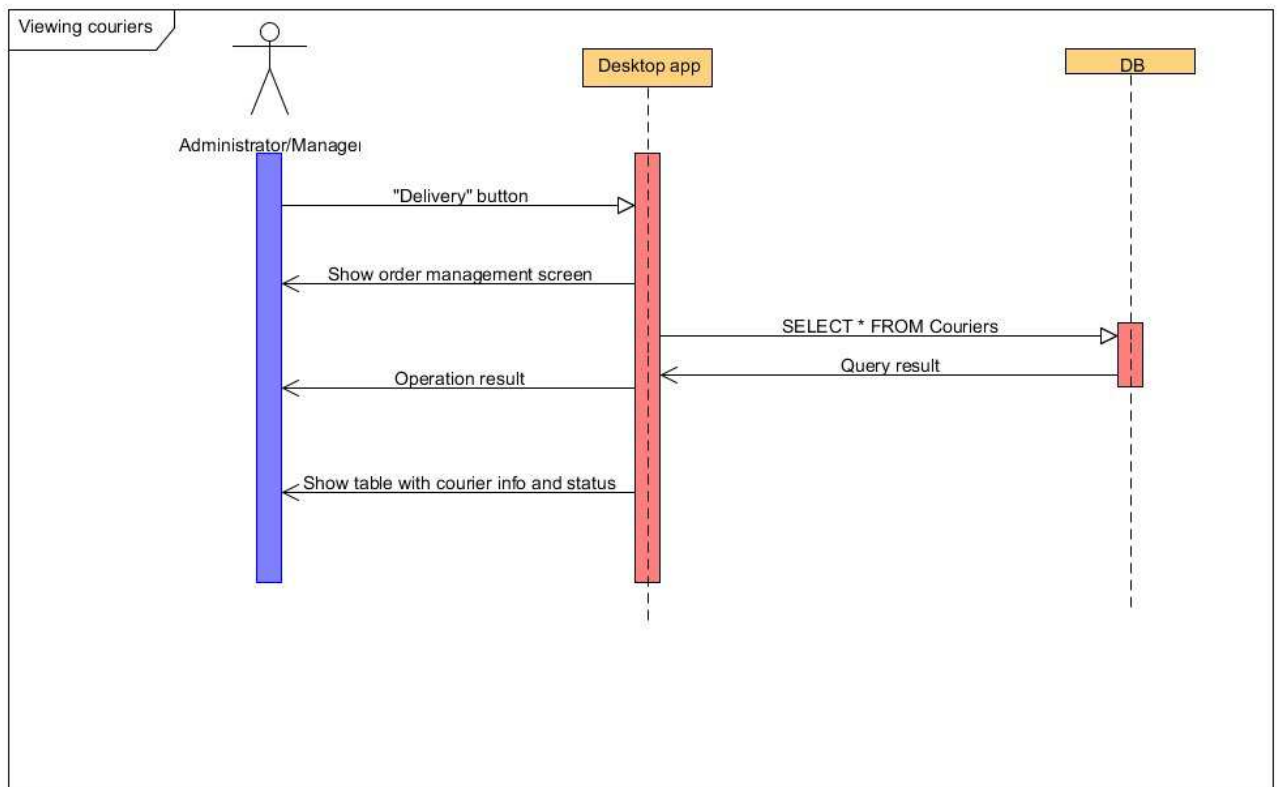 Viewing couriers
Desktop app
DB
Administrator/Manager
"Delivery" button
Show order management screen
SELECT * FROM Couriers
Query result
Operation result
Show table with courier info and status